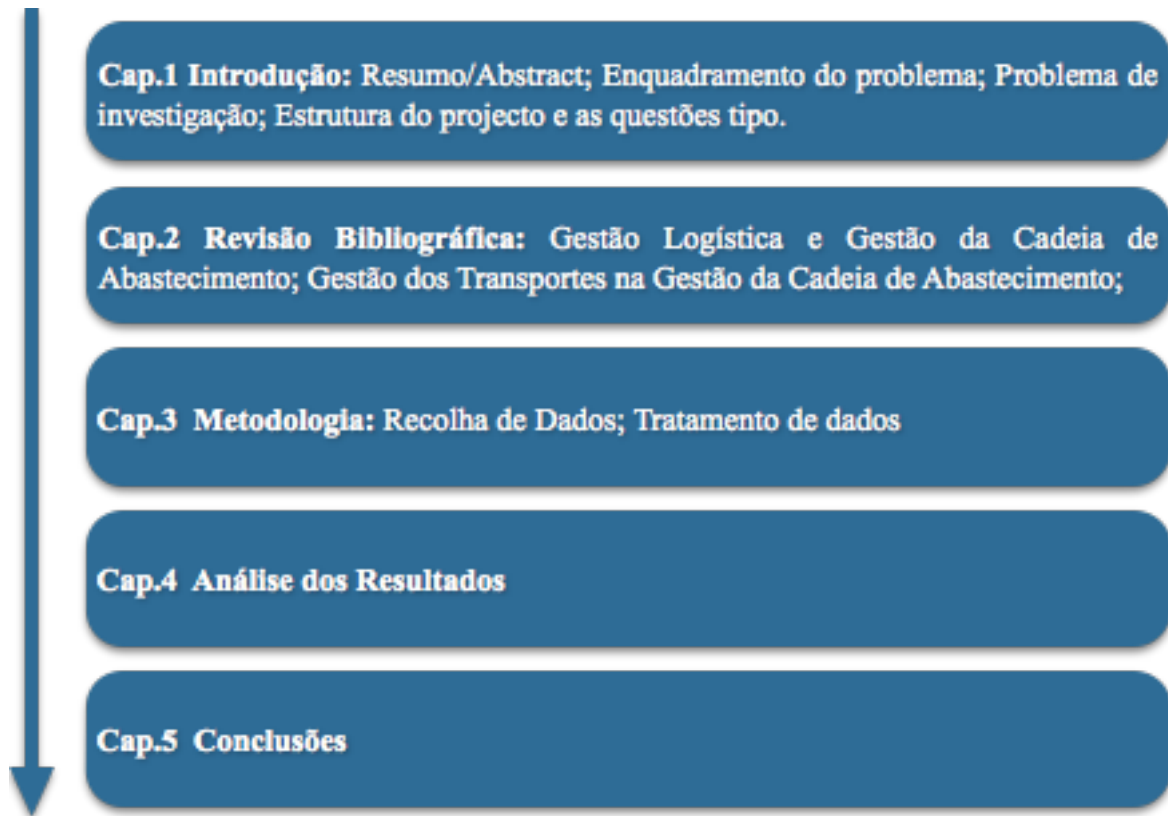 Cap.1 Introdução: Resumo/Abstract; Enquadramento do problema; Problema de
investigação; Estrutura do projecto e as questões tipo.
Cap.2 Revisão Bibliográfica: Gestão Logística e Gestão da Cadeia de
Abastecimento; Gestão dos Transportes na Gestão da Cadeia de Abastecimento;
Cap.3 Metodologia: Recolha de Dados; Tratamento de dados
Cap.4 Análise dos Resultados
Cap.5 Conclusões